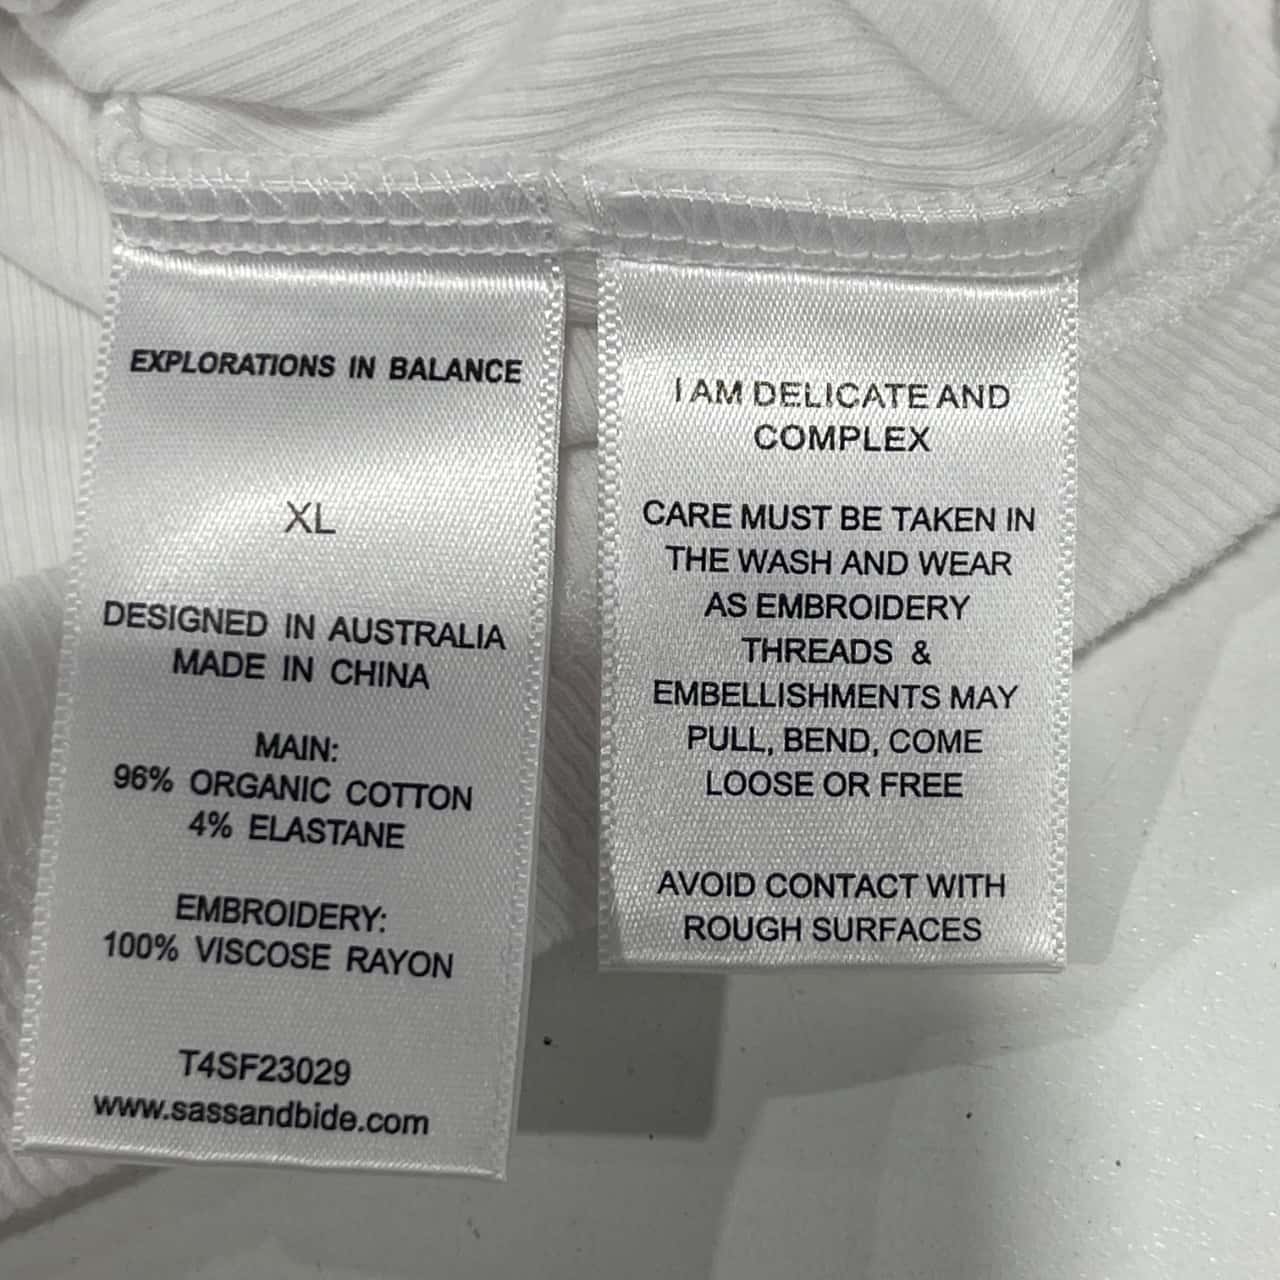 EXPLORATIONS IN BALANCE
XL
DESIGNED IN AUSTRALIA
MADE IN CHINA
MAIN:
96% ORGANIC COTTON
4% ELASTANE
EMBROIDERY:
100% VISCOSE RAYON
T4SF23029
www.sassandbide.com
I AM DELICATE AND
COMPLEX
CARE MUST BE TAKEN IN
THE WASH AND WEAR
AS EMBROIDERY
THREADS &
EMBELLISHMENTS MAY
PULL, BEND, COME
LOOSE OR FREE
AVOID CONTACT WITH
ROUGH SURFACES